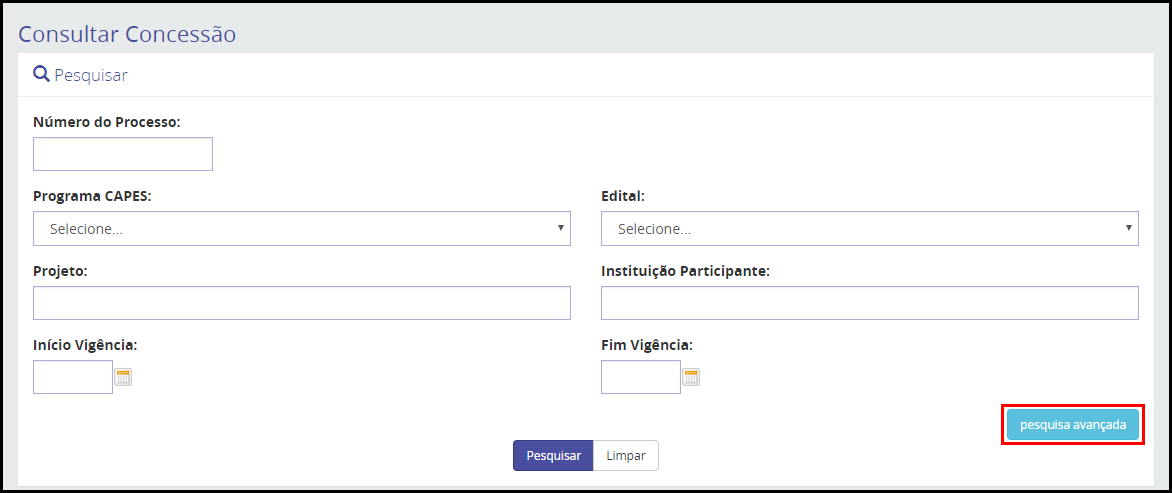 Consultar Concessão
Pesquisar
Número do Processo:
Programa CAPES: Edital:
Selecione... Selecione...
Projeto: Instituição Participante:
Início Vigência: Fim Vigência:
pesquisa avançada
Pesquisar Limpar